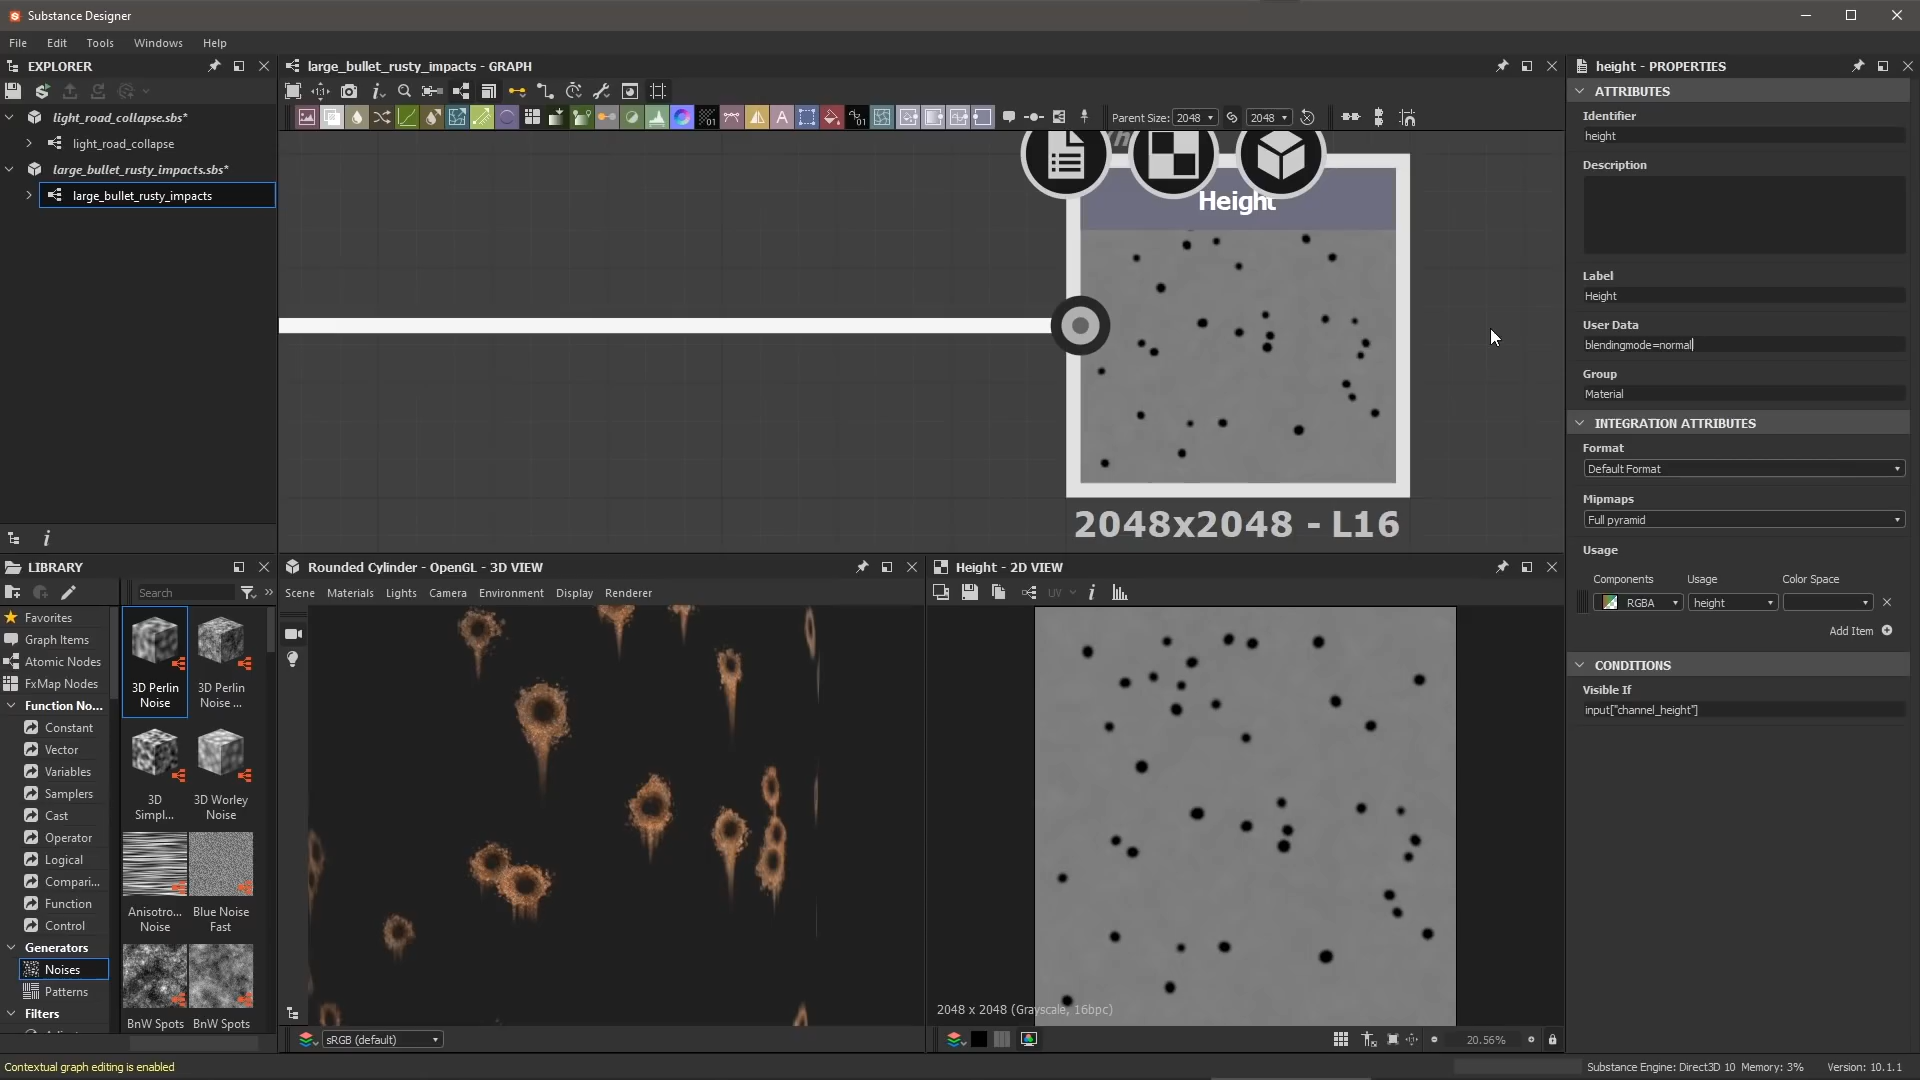 Substance Designer
File Edit Tools Windows Help
EXPLORER
light_road_collapse.sbs*
light_road_collapse
large_bullet_rusty_impacts.sbs*
large_bullet_rusty_impacts
large_bullet_rusty_impacts - GRAPH
Parent Size: 2048 2048
Height
2048x2048 - L16
height - PROPERTIES
ATTRIBUTES
Identifier
height
Description
Label
Height
User Data
blendingmode=normal
Group
Material
INTEGRATION ATTRIBUTES
Format
Default Format
Mipmaps
Full pyramid
Usage
Components Usage Color Space
RGBA height
Add Item
CONDITIONS
Visible If
input["channel_height"]
LIBRARY
Search
Favorites
Graph Items
Atomic Nodes
FxMap Nodes
Function No...
Constant
Vector
Variables
Samplers
Cast
Operator
Logical
Compari...
Function
Control
Generators
Noises
Patterns
Filters
3D Perlin Noise
3D Perlin Noise ...
3D Simpl...
3D Worley Noise
Anisotro... Noise
Blue Noise Fast
BnW Spots
BnW Spots
Rounded Cylinder - OpenGL - 3D VIEW
Scene Materials Lights Camera Environment Display Renderer
sRGB (default)
Height - 2D VIEW
UV
2048 x 2048 (Grayscale, 16bpc)
20.56%
Contextual graph editing is enabled
Substance Engine: Direct3D 10 Memory: 3% Version: 10.1.1